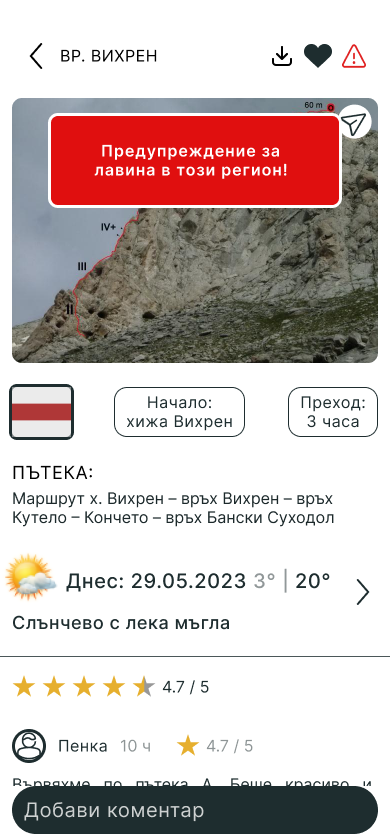 ВР. ВИХРЕН
60 m
Предупреждение за
лавина в този регион!
IV+
III
II
Начало:
хижа Вихрен
Преход:
3 часа
ПЪТЕКА:
Маршрут х. Вихрен – връх Вихрен – връх
Кутело – Кончето – връх Бански Суходол
Днес: 29.05.2023 3° | 20°
Слънчево с лека мъгла
4.7 / 5
Пенка 10 ч 4.7 / 5
Вървяхме по пътека А. Беше красиво и
Добави коментар